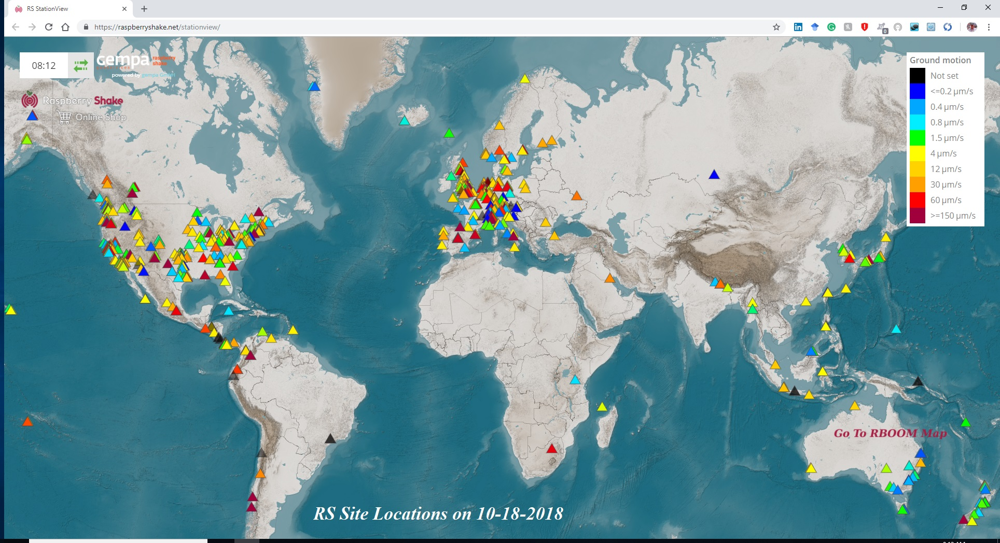 RS StationView
https://raspberryshake.net/stationview/
0
08:12
gempa
raspberry
shake
powered by gempa GmbH
Raspberry Shake
Online Shop
Ground motion
Not set
<=0.2 µm/s
0.4 µm/s
0.8 µm/s
1.5 µm/s
4 µm/s
12 µm/s
30 µm/s
60 µm/s
>=150 µm/s
Go To RBOOM Map
RS Site Locations on 10-18-2018